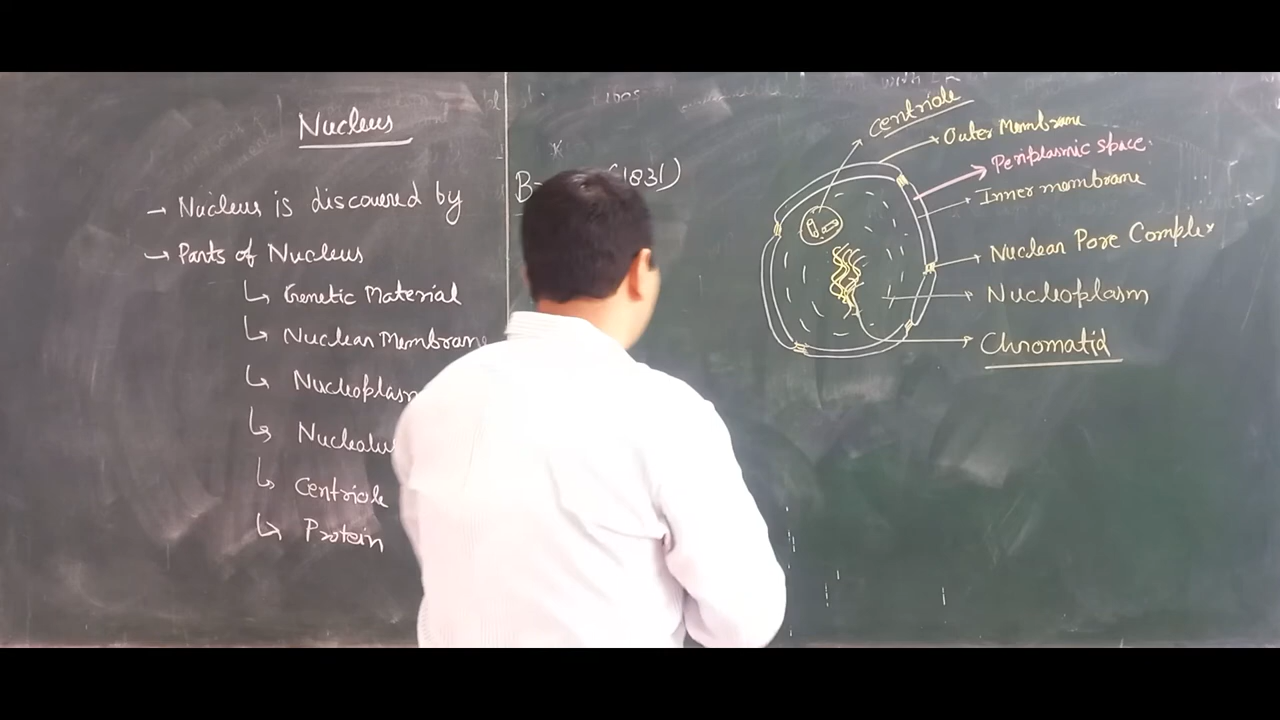 Nucleus
→ Nucleus is discovered by
B- (1831)
→ Parts of Nucleus
↳ Genetic Material
↳ Nuclear Membrane
↳ Nucleoplasm
↳ Nucleolus
↳ Centriole
↳ Protein
Centriole
Outer Membrane
Periplasmic space
Inner membrane
Nuclear Pore Complex
Nucleoplasm
Chromatid